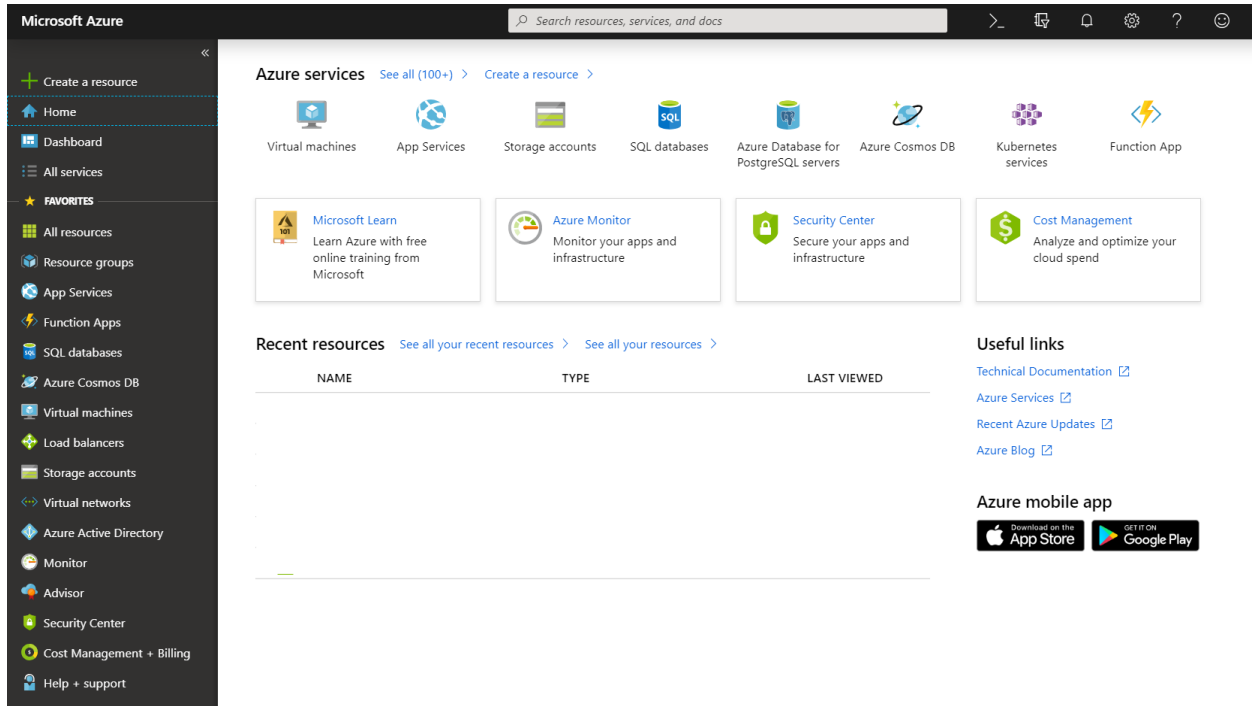 Microsoft Azure
Search resources, services, and docs
Create a resource
Home
Dashboard
All services
FAVORITES
All resources
Resource groups
App Services
Function Apps
SQL databases
Azure Cosmos DB
Virtual machines
Load balancers
Storage accounts
Virtual networks
Azure Active Directory
Monitor
Advisor
Security Center
Cost Management + Billing
Help + support
Azure services See all (100+) Create a resource
Virtual machines
App Services
Storage accounts
SQL
SQL databases
Azure Database for
PostgreSQL servers
Azure Cosmos DB
Kubernetes
services
Function App
101
Microsoft Learn
Learn Azure with free
online training from
Microsoft
Azure Monitor
Monitor your apps and
infrastructure
Security Center
Secure your apps and
infrastructure
Cost Management
Analyze and optimize your
cloud spend
Recent resources See all your recent resources See all your resources
NAME TYPE LAST VIEWED
Useful links
Technical Documentation
Azure Services
Recent Azure Updates
Azure Blog
Azure mobile app
Download on the
App Store
GET IT ON
Google Play